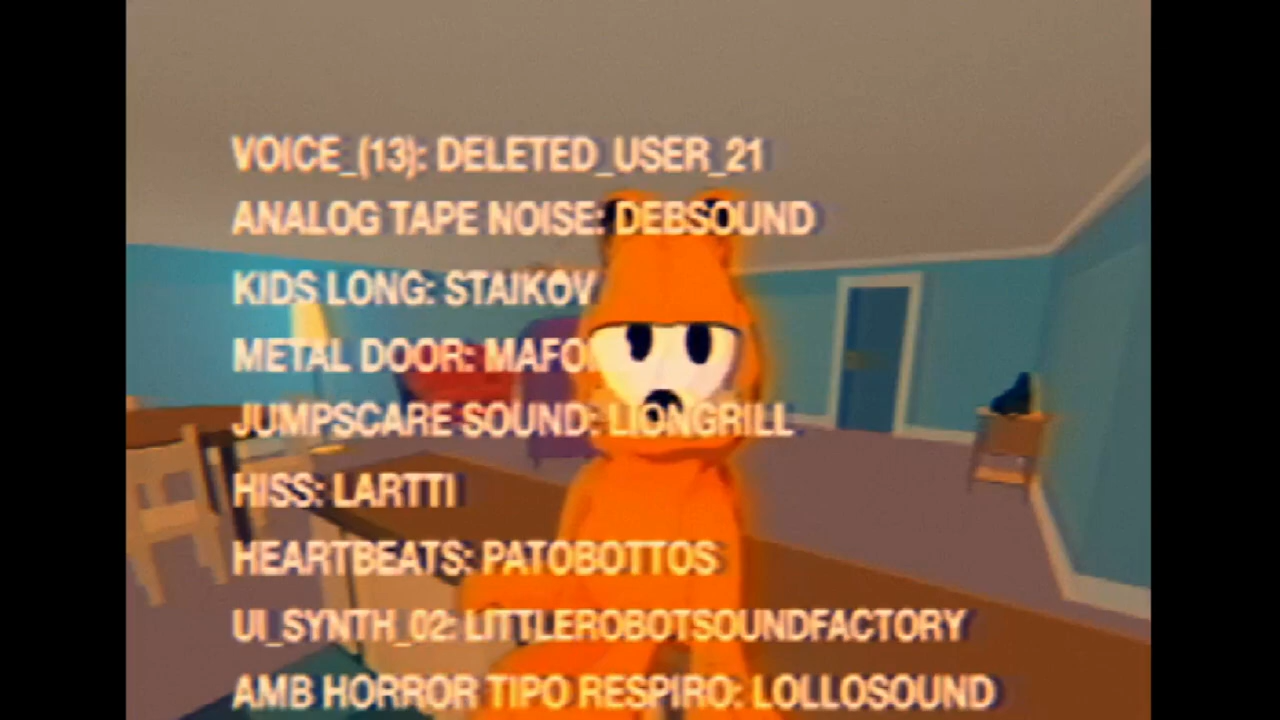 VOICE_(13): DELETED_USER_21
ANALOG TAPE NOISE: DEBSOUND
KIDS LONG: STAIKOV
METAL DOOR:
JUMPSCARE SOUND: LIONGRILL
HISS: LARTTI
HEARTBEATS: PATOBOTTOS
UI_SYNTH_02: LITTLEROBOTSOUNDFACTORY
AMB HORROR TIPO RESPIRO: LOLLOSOUND